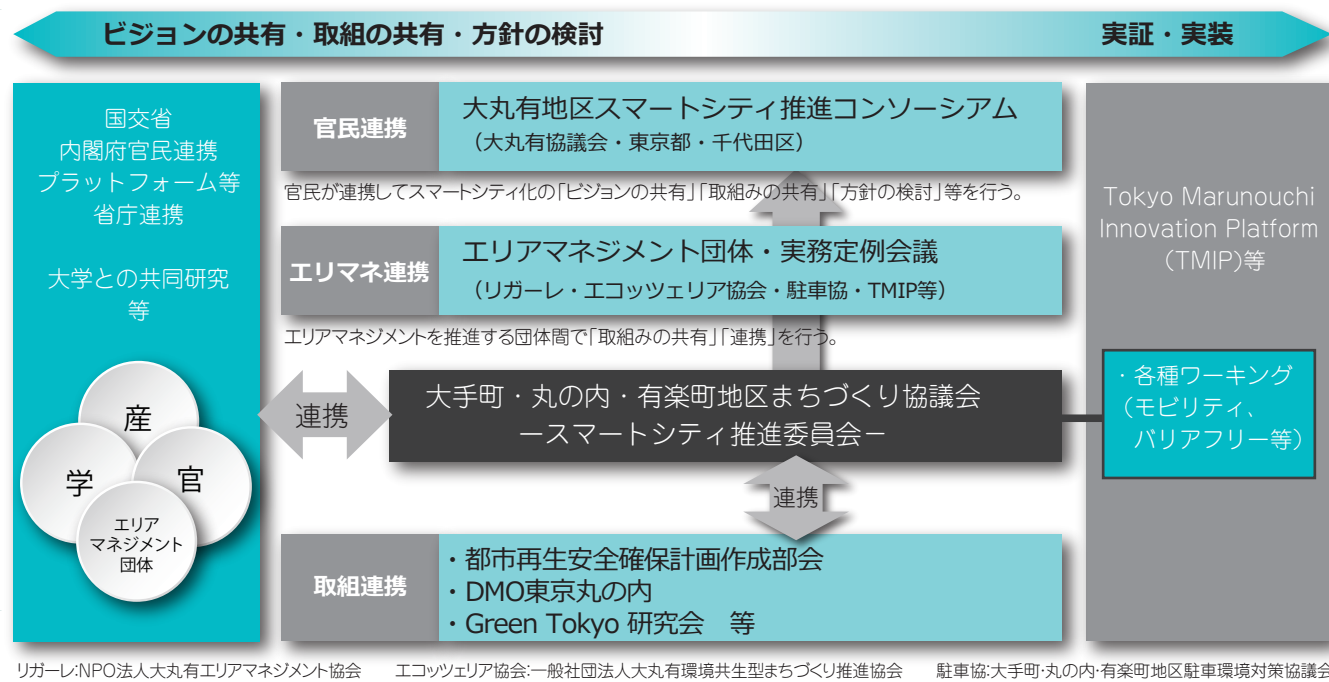 ビジョンの共有・取組の共有・方針の検討
実証・実装
国交省
内閣府官民連携
プラットフォーム等
省庁連携
大学との共同研究
等
産
学
官
エリア
マネジメント
団体
官民連携
大丸有地区スマートシティ推進コンソーシアム
（大丸有協議会・東京都・千代田区）
官民が連携してスマートシティ化の「ビジョンの共有」「取組みの共有」「方針の検討」等を行う。
エリマネ連携
エリアマネジメント団体・実務定例会議
（リガーレ・エコッツェリア協会・駐車協・TMIP等）
エリアマネジメントを推進する団体間で「取組みの共有」「連携」を行う。
連携
大手町・丸の内・有楽町地区まちづくり協議会
－スマートシティ推進委員会－
連携
取組連携
・都市再生安全確保計画作成部会
・DMO東京丸の内
・Green Tokyo 研究会　等
Tokyo Marunouchi
Innovation Platform
(TMIP)等
・各種ワーキング
（モビリティ、
バリアフリー等）
リガーレ:NPO法人大丸有エリアマネジメント協会
エコッツェリア協会:一般社団法人大丸有環境共生型まちづくり推進協会
駐車協:大手町･丸の内･有楽町地区駐車環境対策協議会